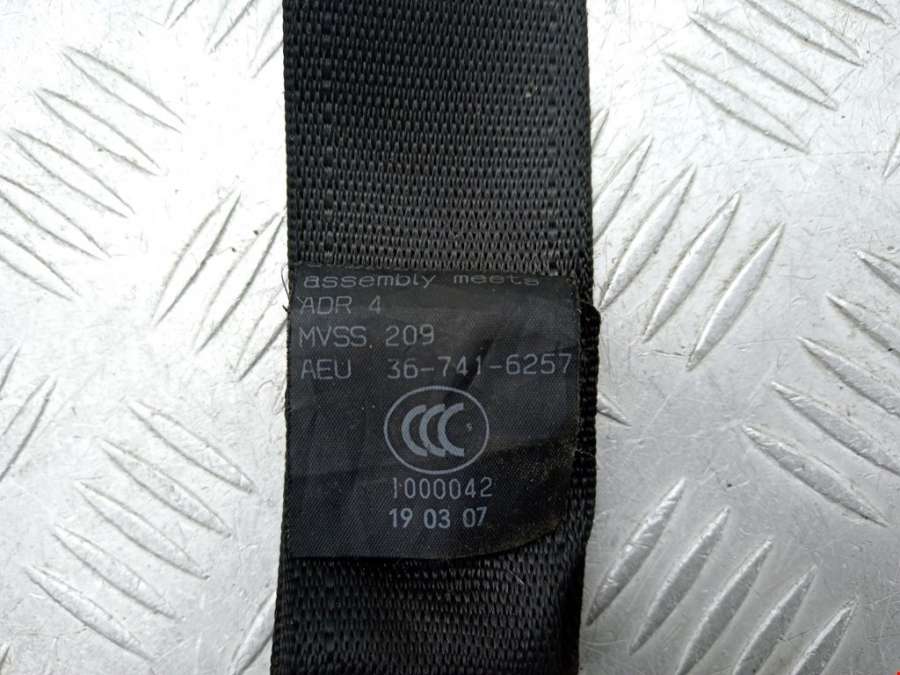 assembly meets
ADR 4
MVSS. 209
AEU 36-741-6257
CCC S
1000042
19 03 07